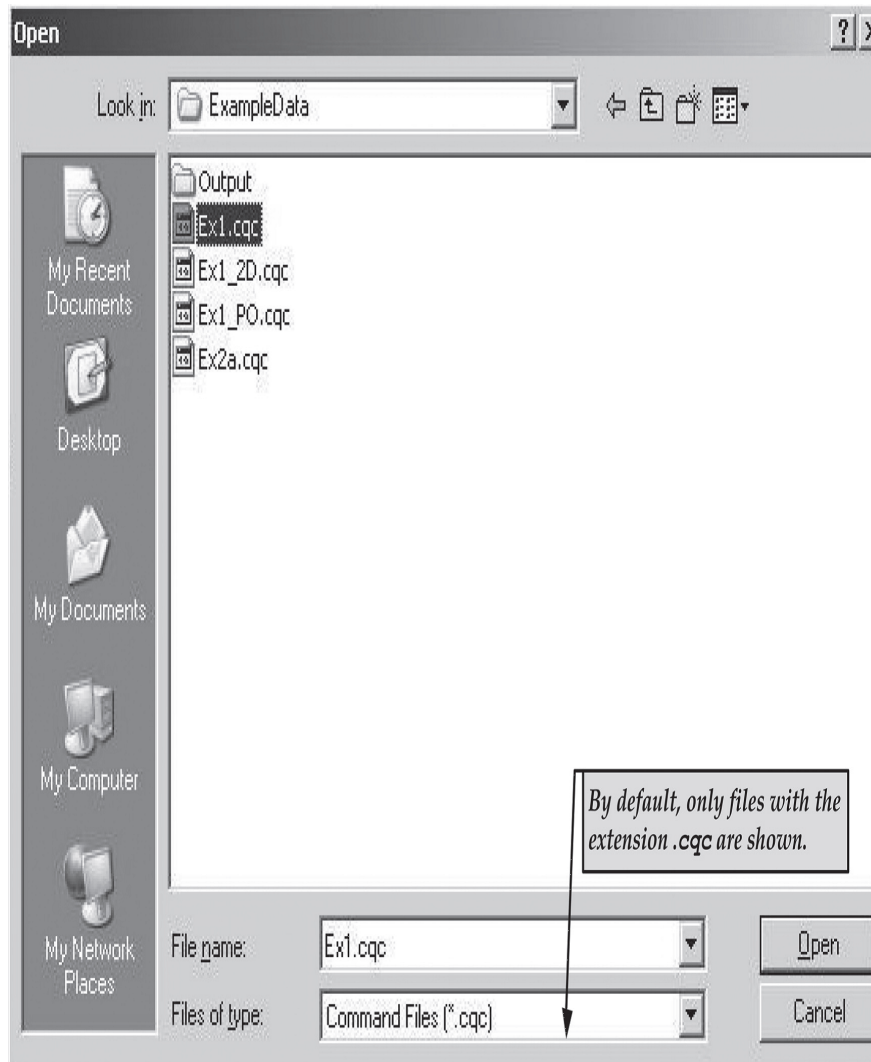 Open
Look in: ExampleData
Output
Ex1.cqc
Ex1_2D.cqc
Ex1_PO.cqc
Ex2a.cqc
My Recent
Documents
Desktop
My Documents
My Computer
My Network
Places
By default, only files with the
extension .cqc are shown.
File name: Ex1.cqc Open
Files of type: Command Files (*.cqc) Cancel